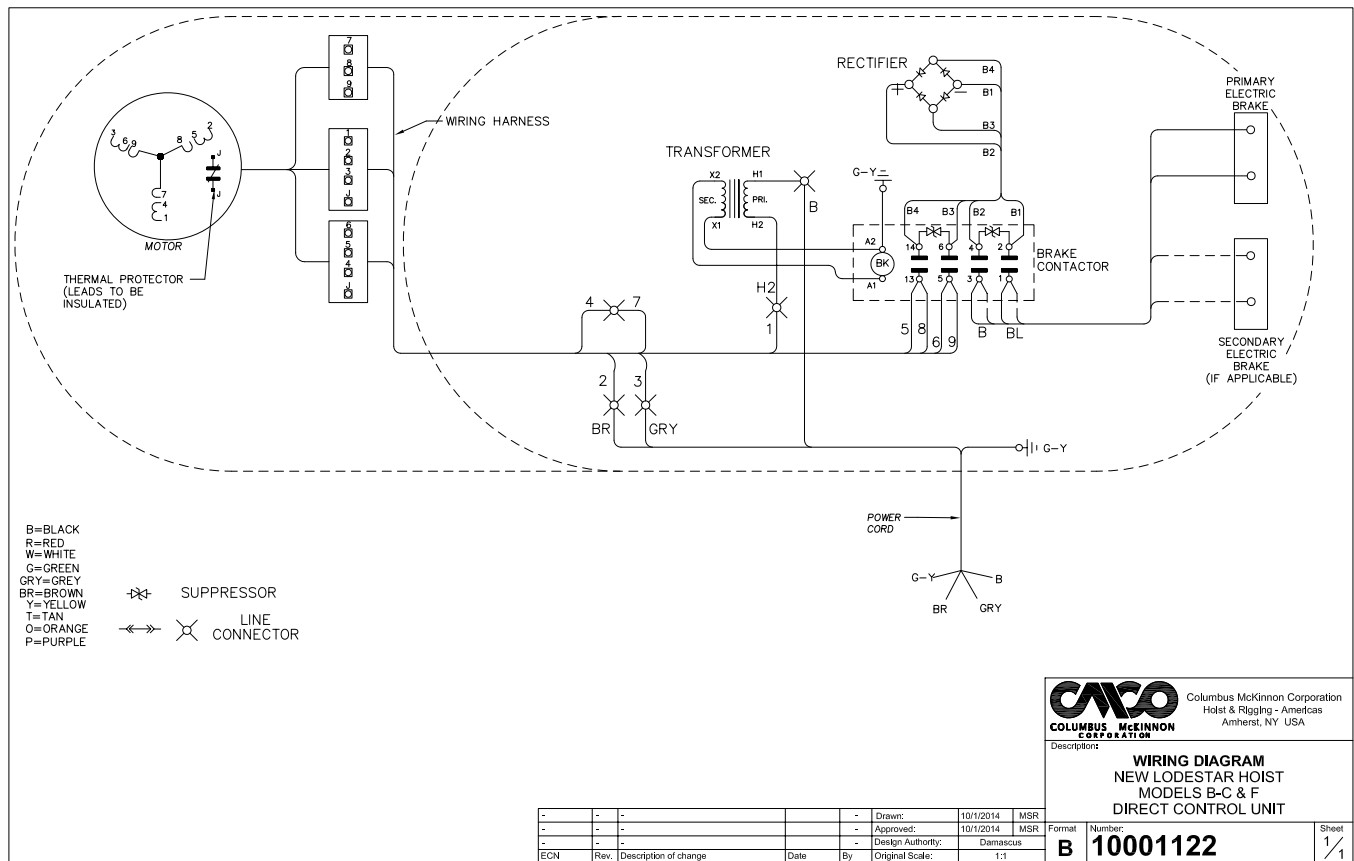 7
8
9
1
2
3
J
6
5
4
J
3
6
9
8
5
2
J
J
7
4
1
MOTOR
THERMAL PROTECTOR
(LEADS TO BE
INSULATED)
WIRING HARNESS
RECTIFIER
B4
B1
B3
B2
TRANSFORMER
X2
H1
SEC.
PRI.
X1
H2
B
G-Y
B4
B3
B2
B1
A2
14
6
4
2
BK
A1
13
5
3
1
BRAKE
CONTACTOR
PRIMARY
ELECTRIC
BRAKE
SECONDARY
ELECTRIC
BRAKE
(IF APPLICABLE)
H2
1
4
7
5
8
6
9
B
BL
2
3
BR
GRY
G-Y
POWER
CORD
G-Y
B
BR
GRY
B=BLACK
R=RED
W=WHITE
G=GREEN
GRY=GREY
BR=BROWN
Y=YELLOW
T=TAN
O=ORANGE
P=PURPLE
SUPPRESSOR
LINE
CONNECTOR
CMCO
COLUMBUS McKINNON
CORPORATION
Columbus McKinnon Corporation
Hoist & Rigging - Americas
Amherst, NY USA
Description:
WIRING DIAGRAM
NEW LODESTAR HOIST
MODELS B-C & F
DIRECT CONTROL UNIT
- - - - Drawn: 10/1/2014 MSR
- - - - Approved: 10/1/2014 MSR
- - - - Design Authority: Damascus
ECN Rev. Description of change Date By Original Scale: 1:1
Format
B
Number:
10001122
Sheet
1/1